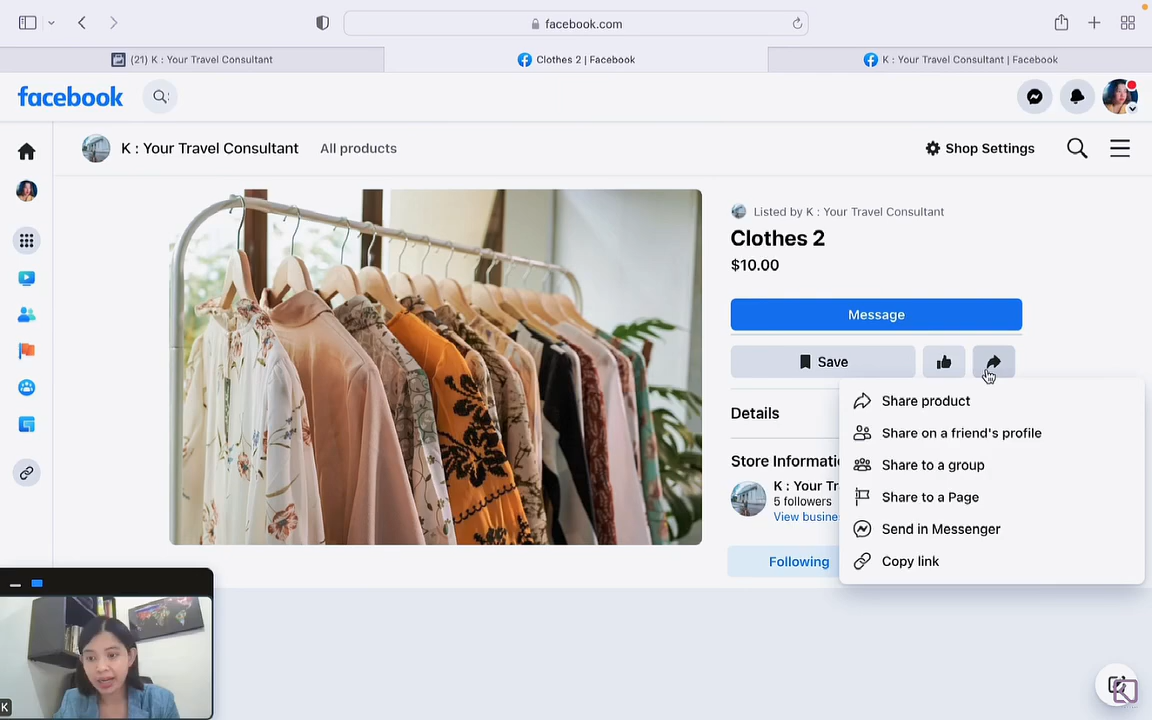 facebook.com
(21) K : Your Travel Consultant
Clothes 2 | Facebook
K : Your Travel Consultant | Facebook
facebook
K : Your Travel Consultant
All products
Shop Settings
Listed by K : Your Travel Consultant
Clothes 2
$10.00
Message
Save
Share product
Details
Share on a friend's profile
Store Informati
Share to a group
K : Your Tr
5 followers
Share to a Page
View busine
Send in Messenger
Following
Copy link
K